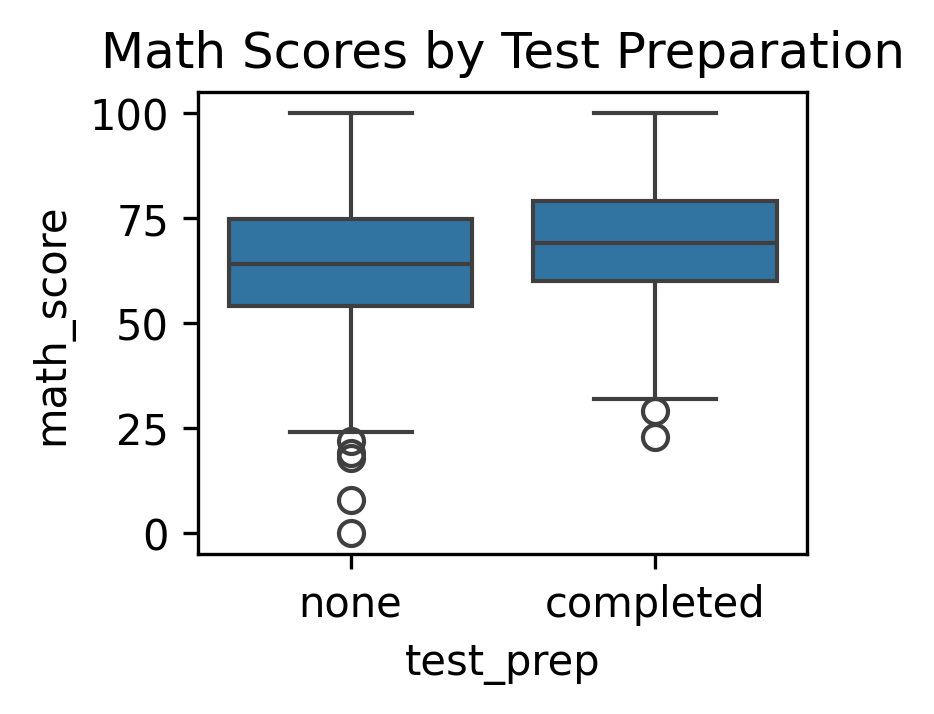 Math Scores by Test Preparation
100
75
50
25
0
math_score
none completed
test_prep